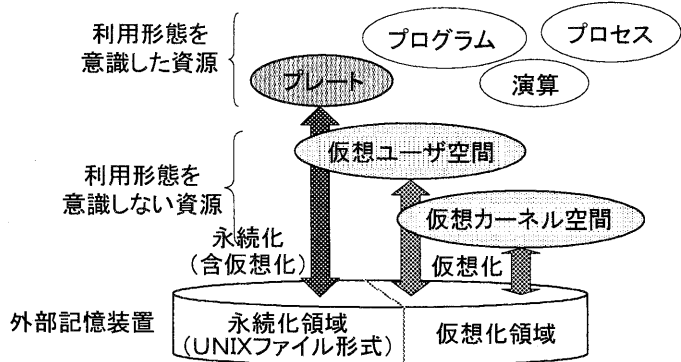 利用形態を
意識した資源
プログラム
プロセス
プレート
演算
利用形態を
意識しない資源
仮想ユーザ空間
仮想カーネル空間
永続化
(含仮想化)
仮想化
外部記憶装置
永続化領域
(UNIXファイル形式)
仮想化領域